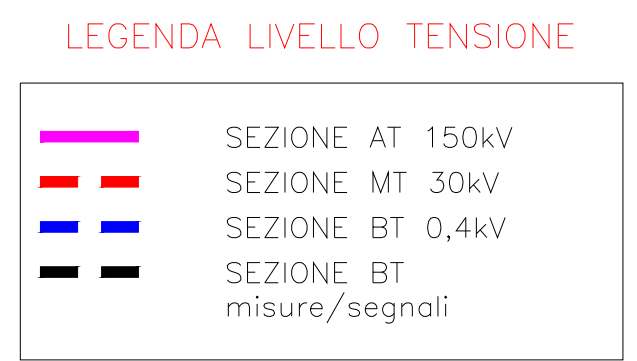 LEGENDA LIVELLO TENSIONE
SEZIONE AT 150kV
SEZIONE MT 30kV
SEZIONE BT 0,4kV
SEZIONE BT
misure/segnali